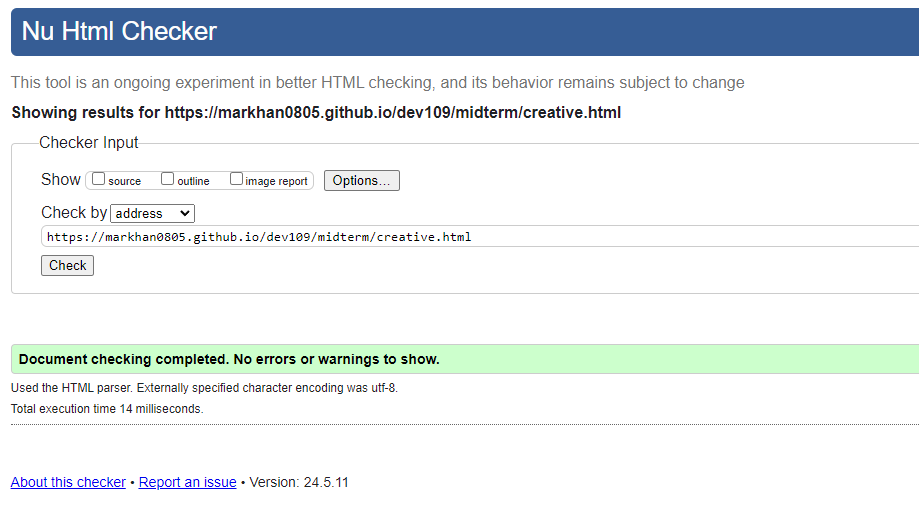 Nu Html Checker
This tool is an ongoing experiment in better HTML checking, and its behavior remains subject to change
Showing results for https://markhan0805.github.io/dev109/midterm/creative.html
Checker Input
Show source outline image report Options...
Check by address
https://markhan0805.github.io/dev109/midterm/creative.html
Check
Document checking completed. No errors or warnings to show.
Used the HTML parser. Externally specified character encoding was utf-8.
Total execution time 14 milliseconds.
About this checker • Report an issue • Version: 24.5.11